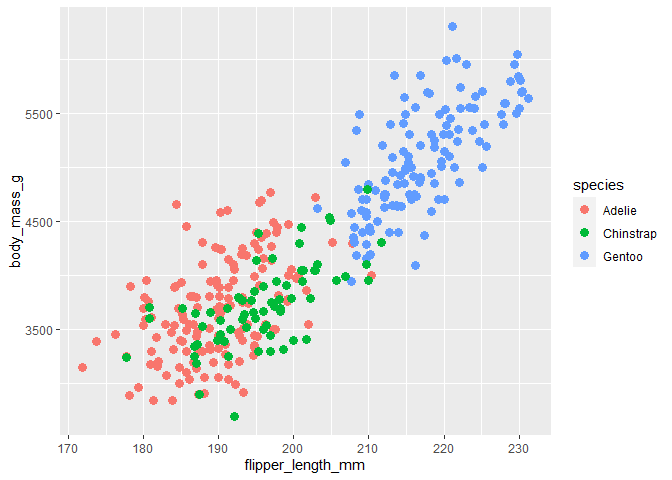 5500
4500
3500
body_mass_g
170 180 190 200 210 220 230
flipper_length_mm
species
Adelie
Chinstrap
Gentoo